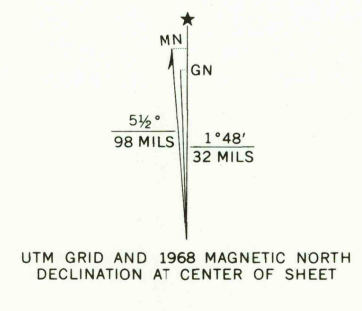 ★
MN
GN
5½°
98 MILS
1°48′
32 MILS
UTM GRID AND 1968 MAGNETIC NORTH
DECLINATION AT CENTER OF SHEET